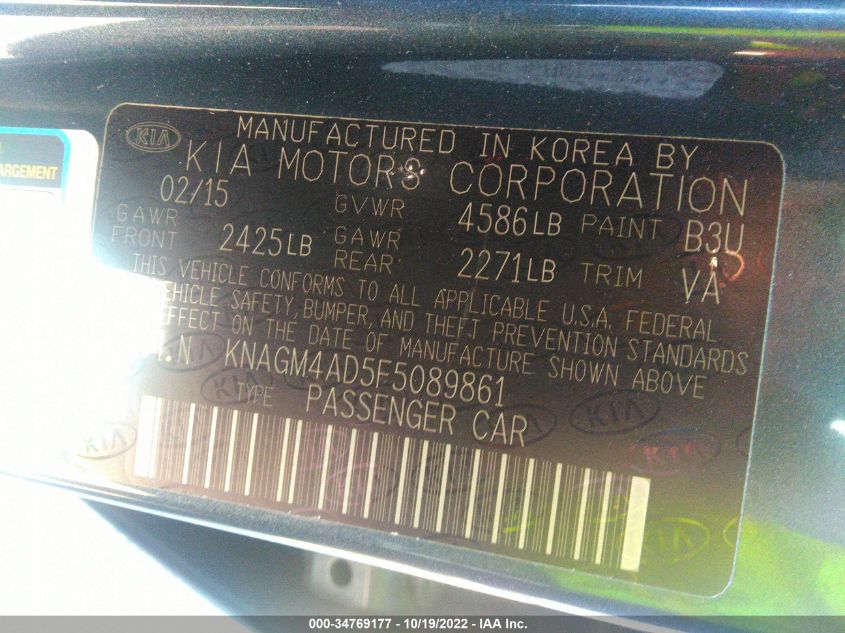 ARGEMENT
KIA
MANUFACTURED IN KOREA BY
KIA MOTORS CORPORATION
02/15 GVWR 4586LB PAINT B3U
GAWR FRONT 2425LB GAWR REAR 2271LB TRIM VA
THIS VEHICLE CONFORMS TO ALL APPLICABLE U.S.A. FEDERAL
EHICLE SAFETY, BUMPER, AND THEFT PREVENTION STANDARDS
EFFECT ON THE DATE OF MANUFACTURE SHOWN ABOVE
.N KNAGM4AD5F5089861
TYPE PASSENGER CAR
000-34769177 - 10/19/2022 - IAA Inc.